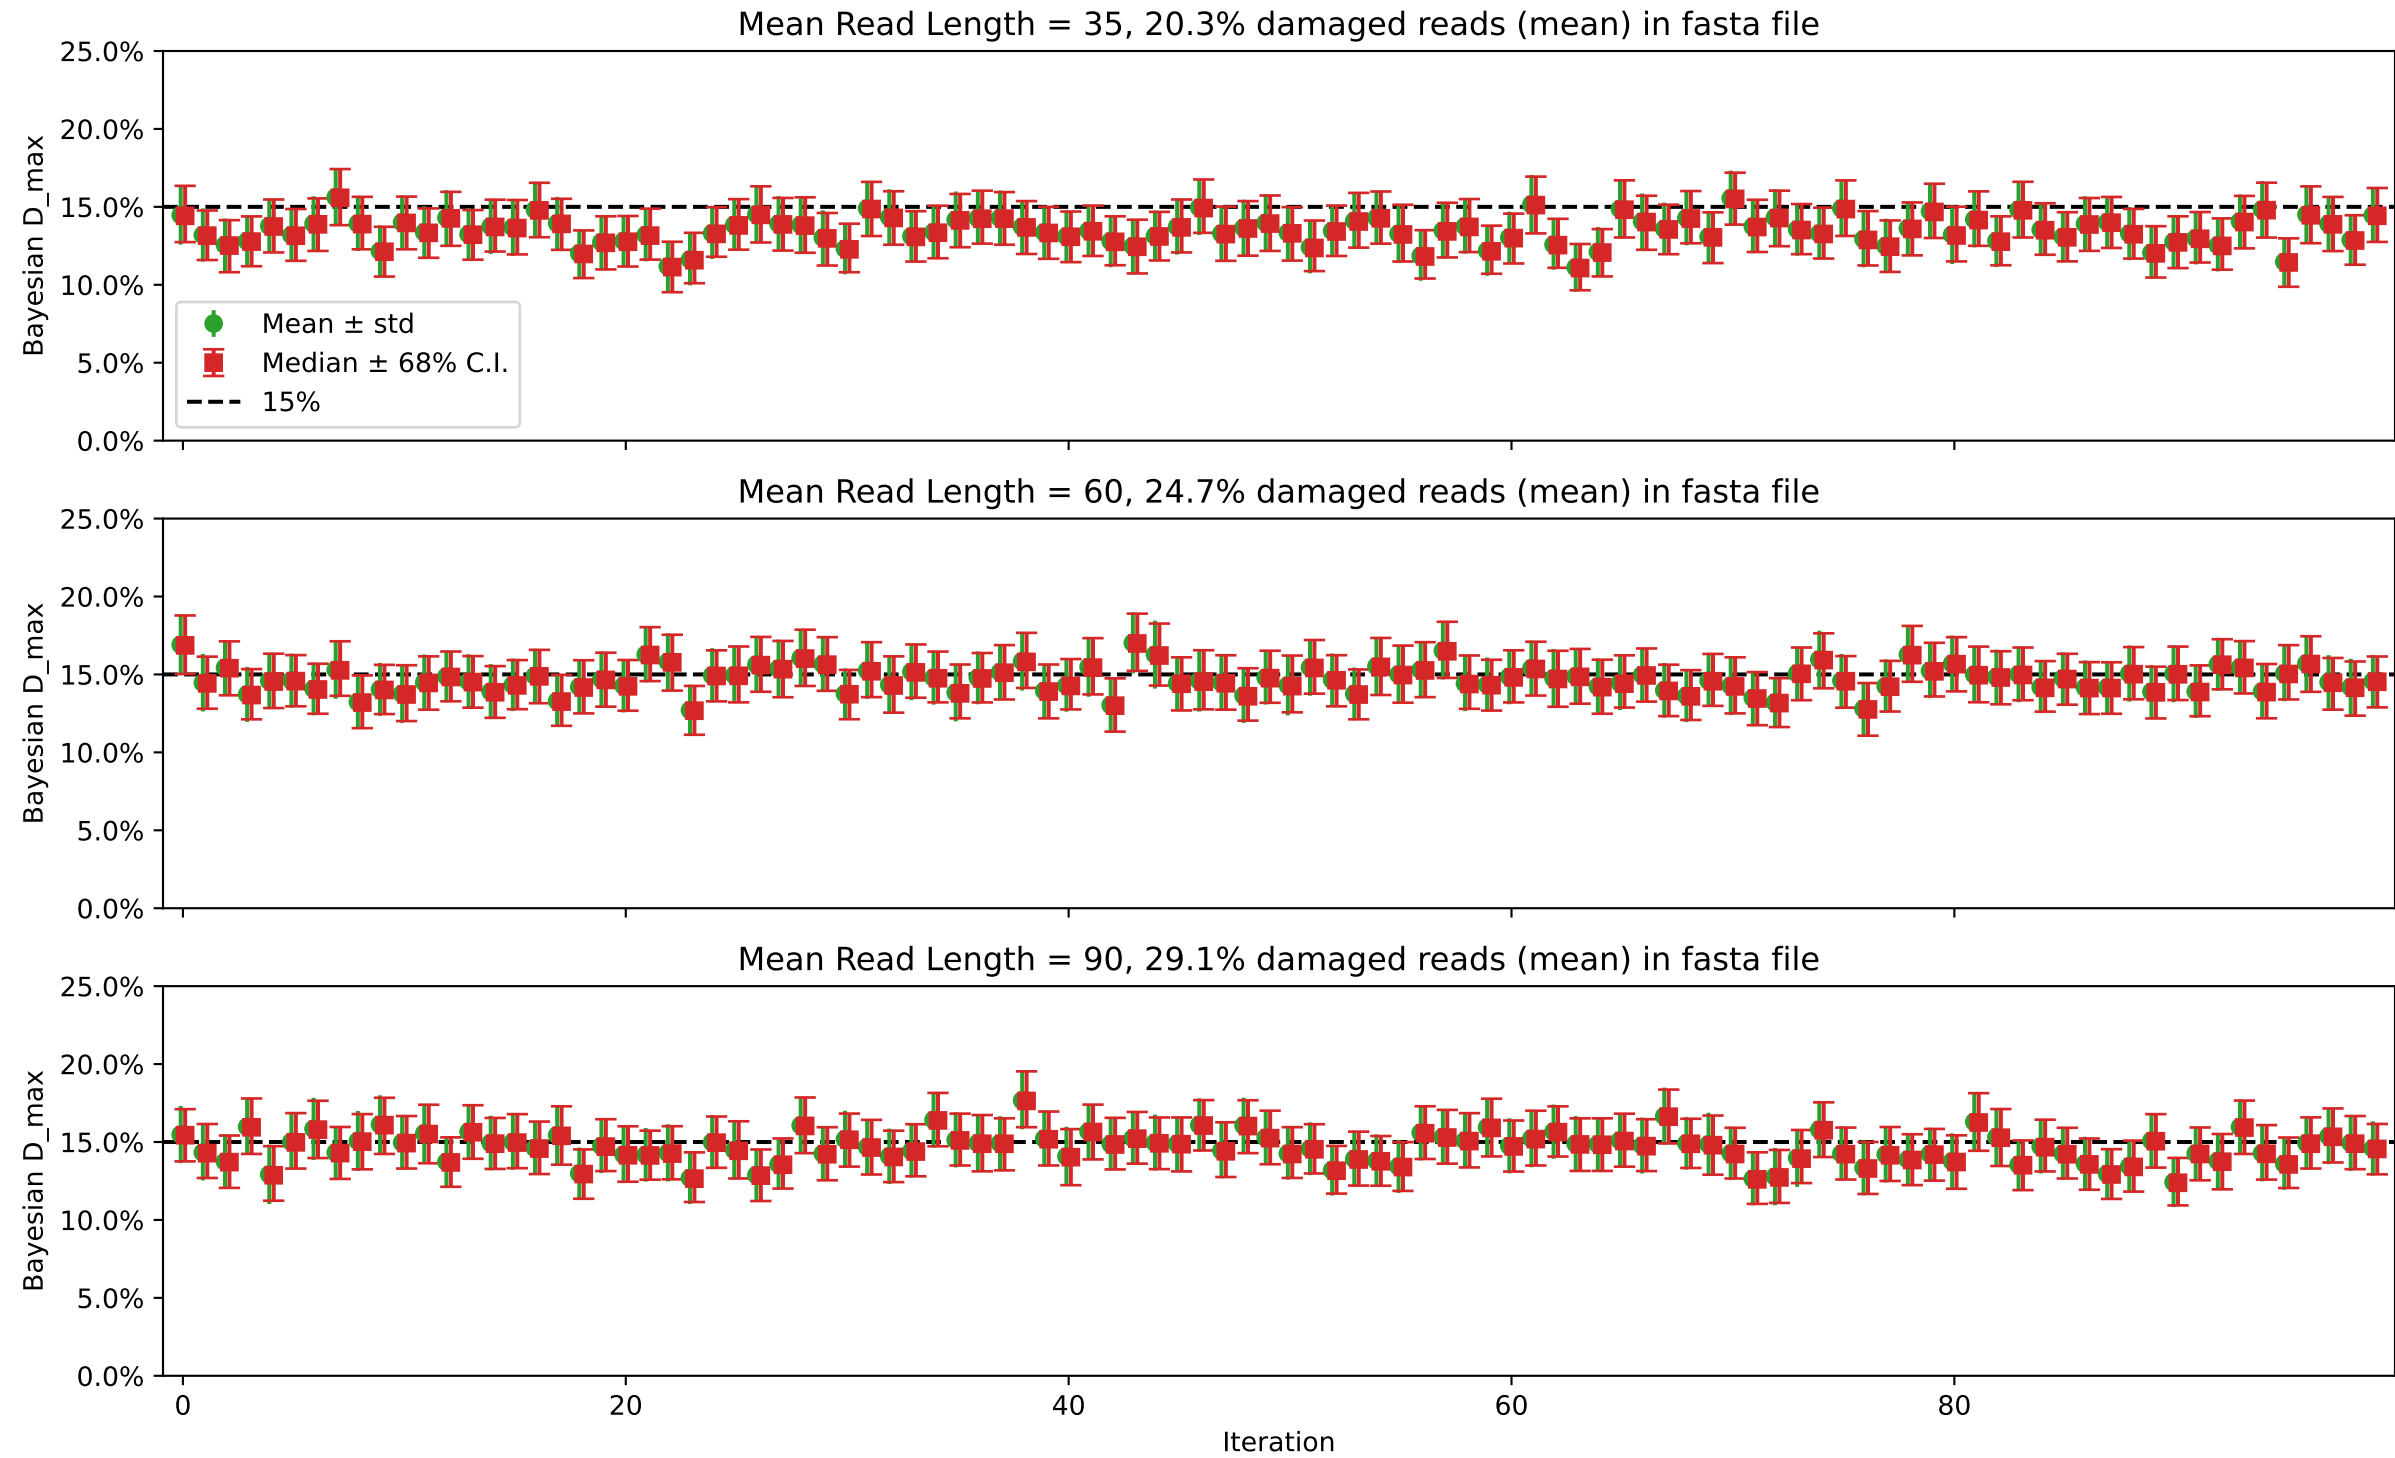 Mean Read Length = 35, 20.3% damaged reads (mean) in fasta file
25.0%
20.0%
15.0%
10.0%
5.0%
0.0%
Bayesian D_max
Mean ± std
Median ± 68% C.I.
15%
Mean Read Length = 60, 24.7% damaged reads (mean) in fasta file
25.0%
20.0%
15.0%
10.0%
5.0%
0.0%
Bayesian D_max
Mean Read Length = 90, 29.1% damaged reads (mean) in fasta file
25.0%
20.0%
15.0%
10.0%
5.0%
0.0%
Bayesian D_max
0 20 40 60 80
Iteration